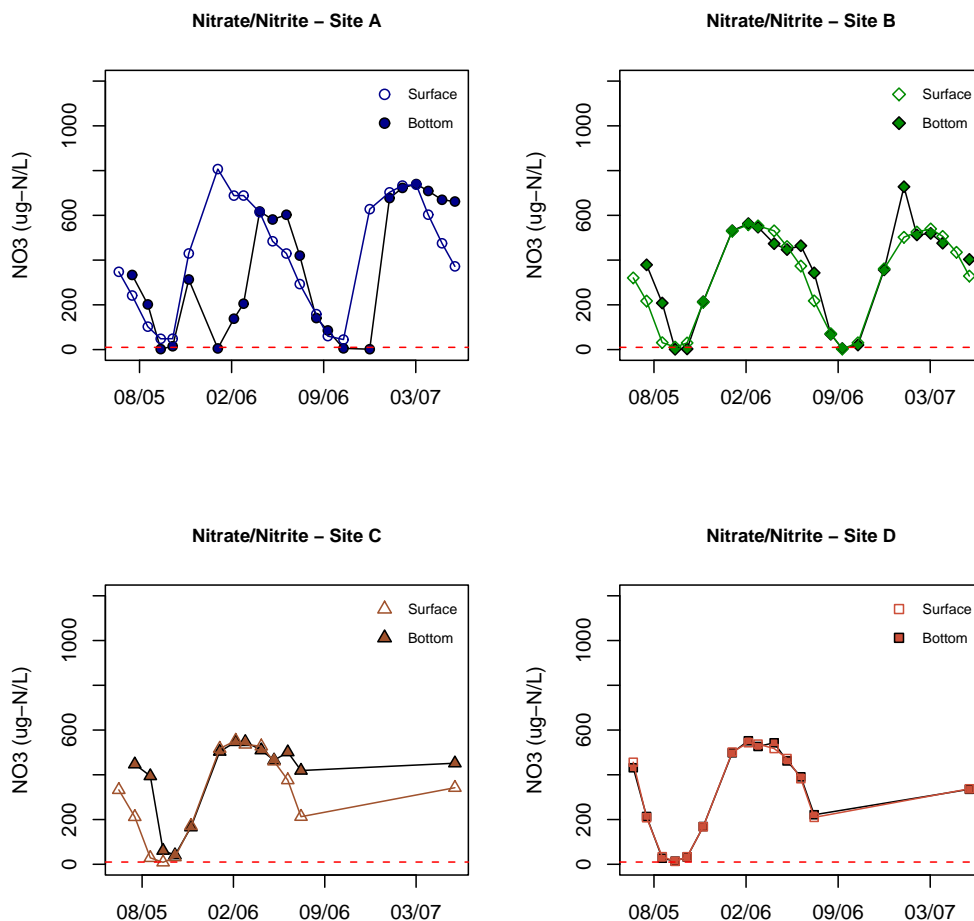 Nitrate/Nitrite − Site A
NO3 (ug−N/L)
1000
600
200
0
Surface
Bottom
08/05 02/06 09/06 03/07
Nitrate/Nitrite − Site B
NO3 (ug−N/L)
1000
600
200
0
Surface
Bottom
08/05 02/06 09/06 03/07
Nitrate/Nitrite − Site C
NO3 (ug−N/L)
1000
600
200
0
Surface
Bottom
08/05 02/06 09/06 03/07
Nitrate/Nitrite − Site D
NO3 (ug−N/L)
1000
600
200
0
Surface
Bottom
08/05 02/06 09/06 03/07